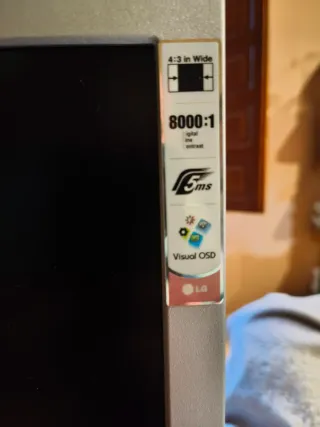 4:3 in Wide
8000:1
5ms
Visual OSD
LG